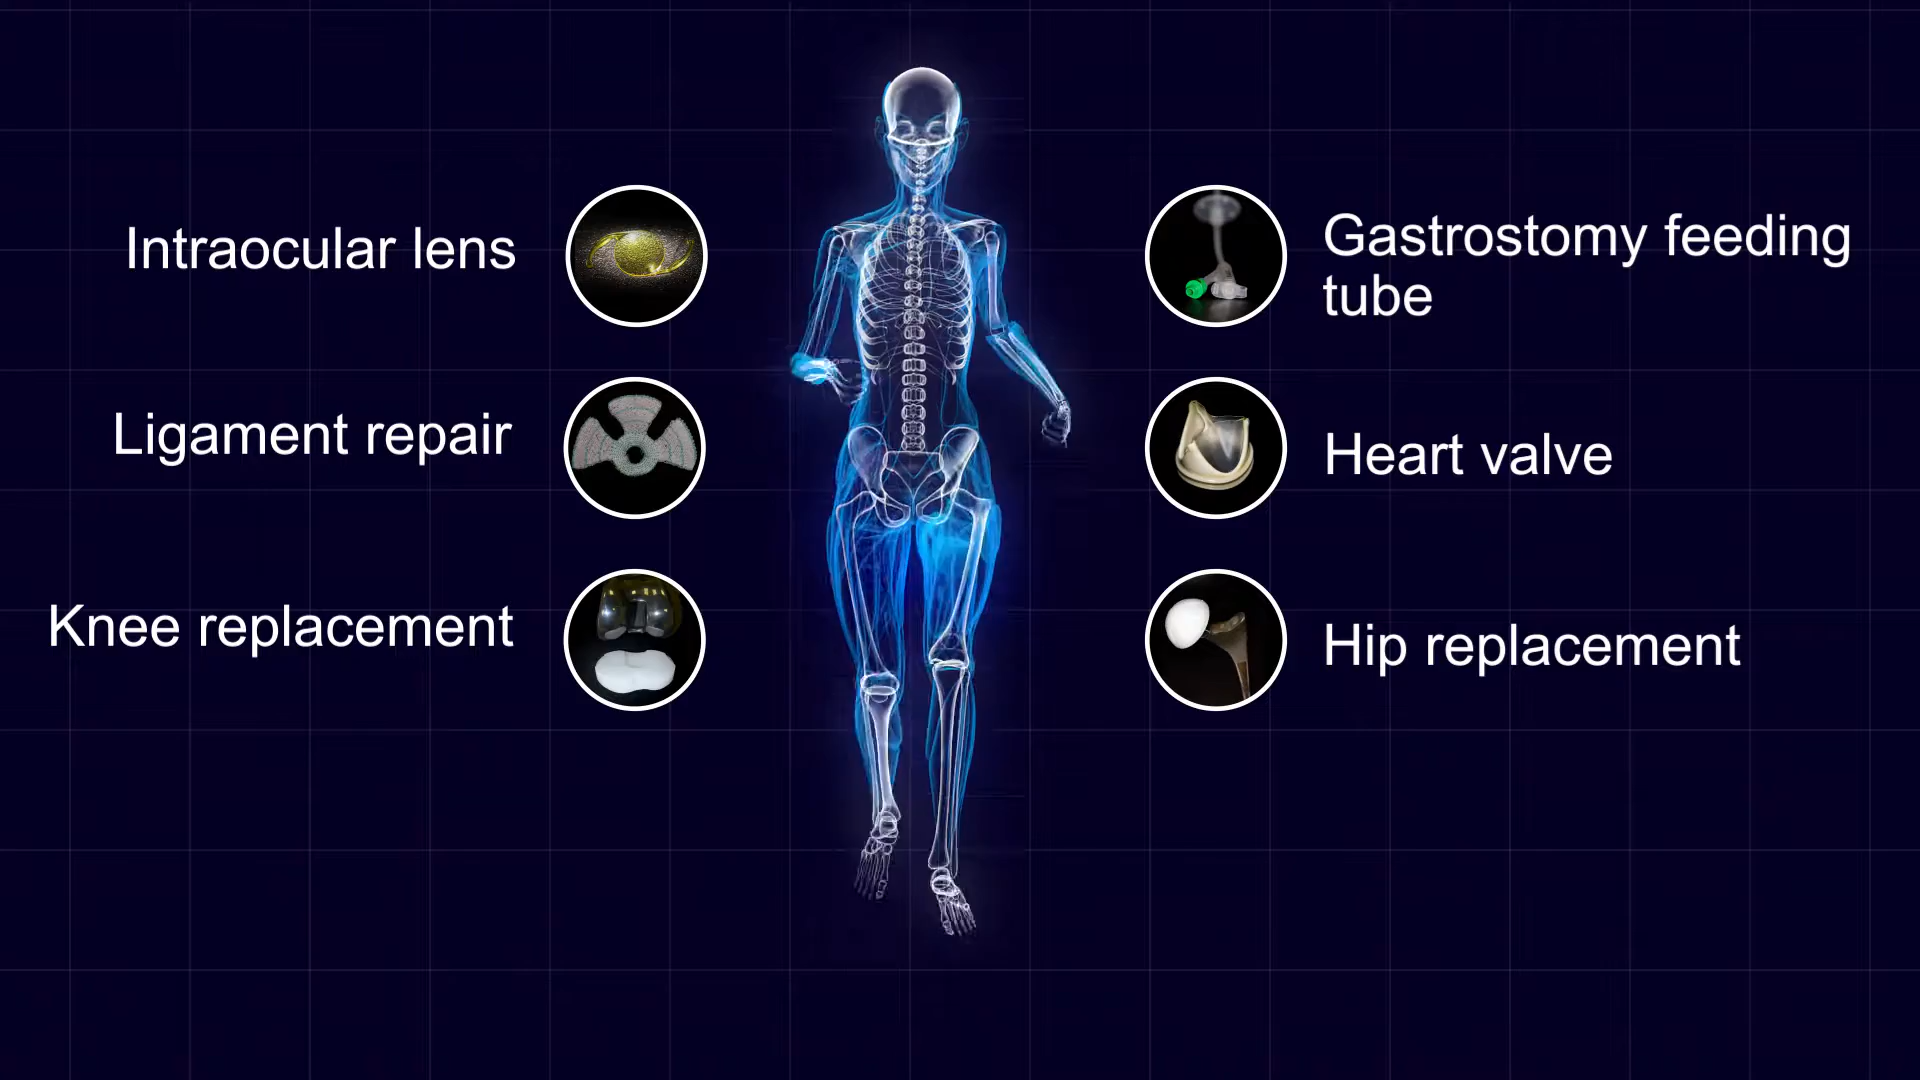 Intraocular lens
Ligament repair
Knee replacement
Gastrostomy feeding
tube
Heart valve
Hip replacement